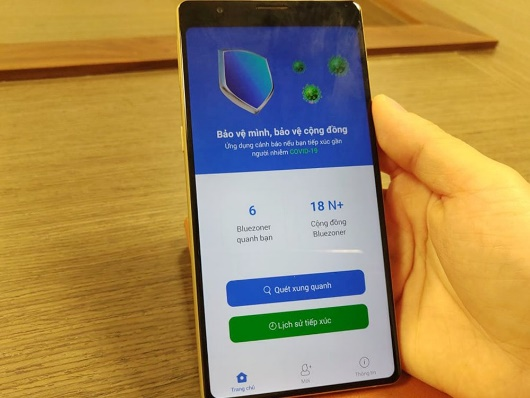 Bảo vệ mình, bảo vệ cộng đồng
Ứng dụng cảnh báo nếu bạn tiếp xúc gần
người nhiễm COVID-19
6
Bluezoner
quanh bạn
18 N+
Cộng đồng
Bluezoner
Quét xung quanh
Lịch sử tiếp xúc
Trang chủ
Mời
Thông tin